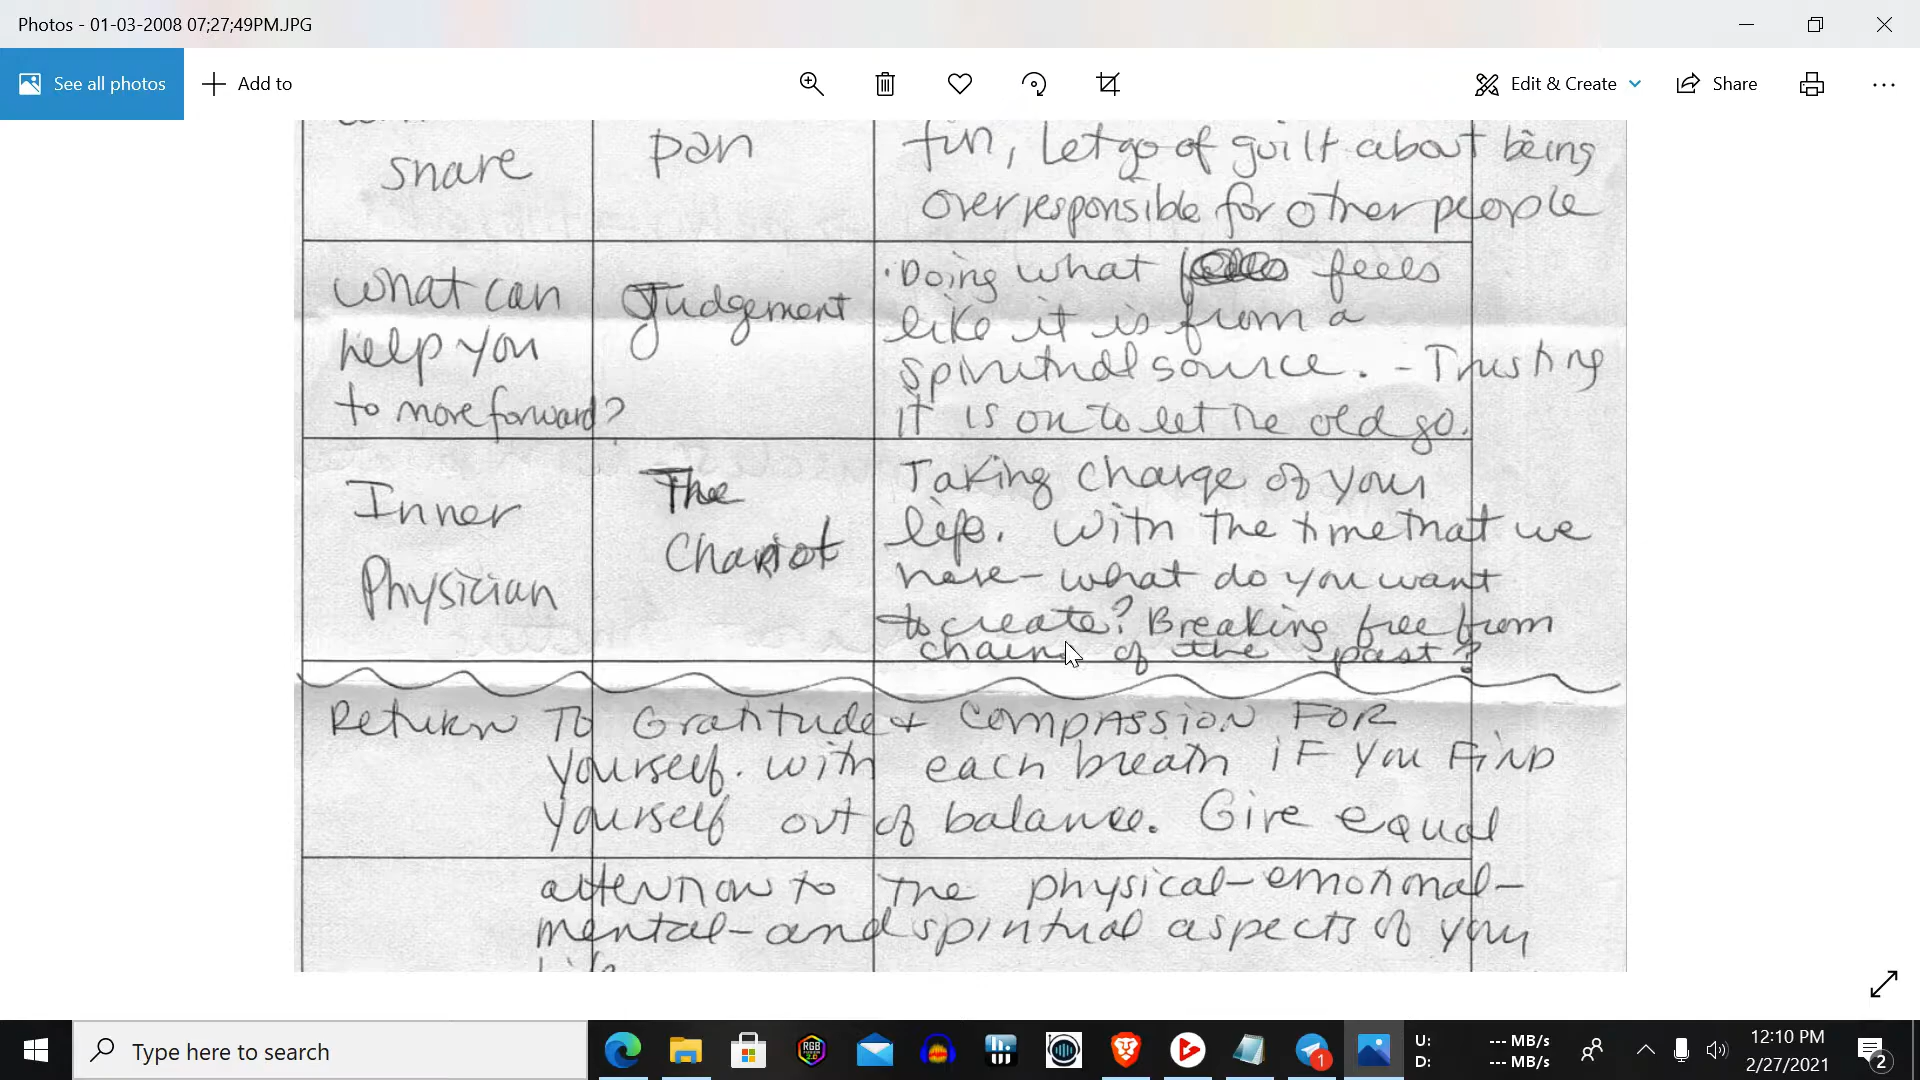 Photos - 01-03-2008 07;27;49PM.JPG
See all photos
Add to
Edit & Create
Share
snare
pan
fun, let go of guilt about being
over responsible for other people
what can
help you
to move forward?
Judgement
· Doing what feels
like it is from a
spiritual source. - Trusting
it is ok to let the old go.
Inner
Physician
The
Chariot
Taking charge of your
life. With the time that we
have - what do you want
to create? Breaking free from
chains of the past?
Return To Gratitude + COMPASSION FOR
yourself. with each breath iF you FIND
yourself out of balance. Give equal
attention to the physical-emotional-
mental-and spiritual aspects of your
Type here to search
1
U: --- MB/s
D: --- MB/s
12:10 PM
2/27/2021
2